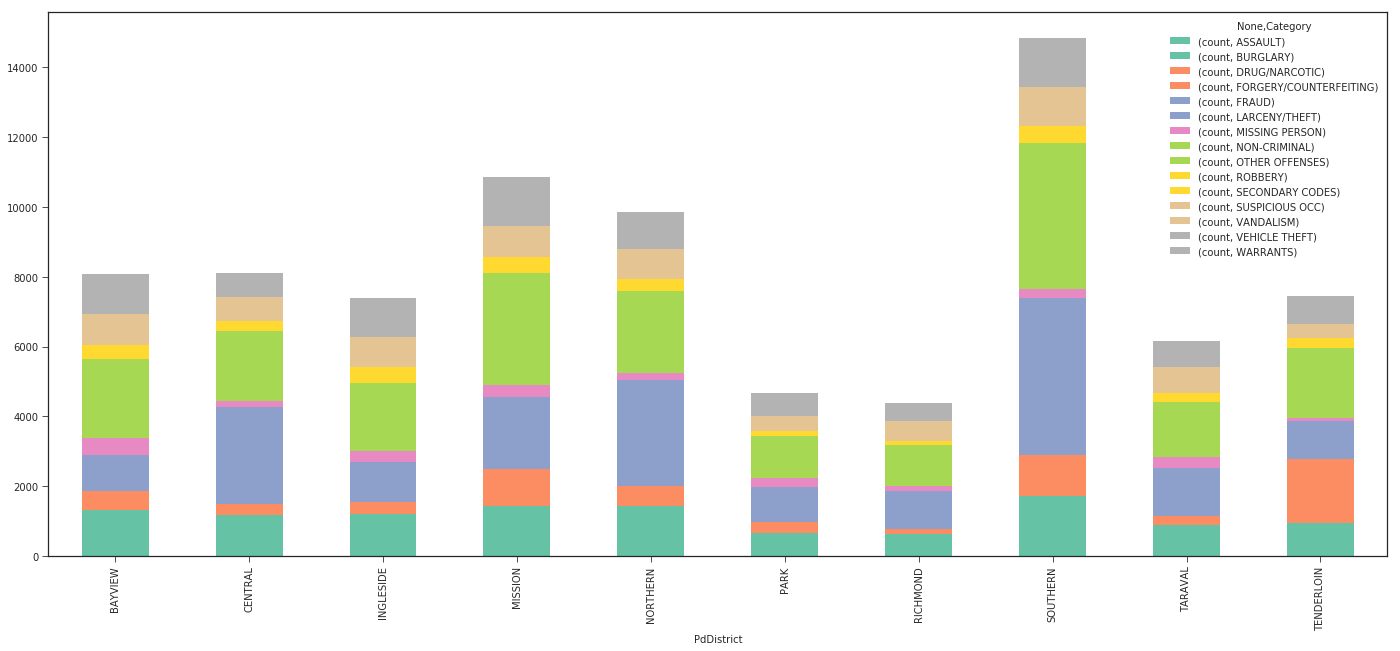 None,Category
(count, ASSAULT)
(count, BURGLARY)
(count, DRUG/NARCOTIC)
(count, FORGERY/COUNTERFEITING)
(count, FRAUD)
(count, LARCENY/THEFT)
(count, MISSING PERSON)
(count, NON-CRIMINAL)
(count, OTHER OFFENSES)
(count, ROBBERY)
(count, SECONDARY CODES)
(count, SUSPICIOUS OCC)
(count, VANDALISM)
(count, VEHICLE THEFT)
(count, WARRANTS)
14000
12000
10000
8000
6000
4000
2000
0
BAYVIEW
CENTRAL
INGLESIDE
MISSION
NORTHERN
PARK
RICHMOND
SOUTHERN
TARAVAL
TENDERLOIN
PdDistrict